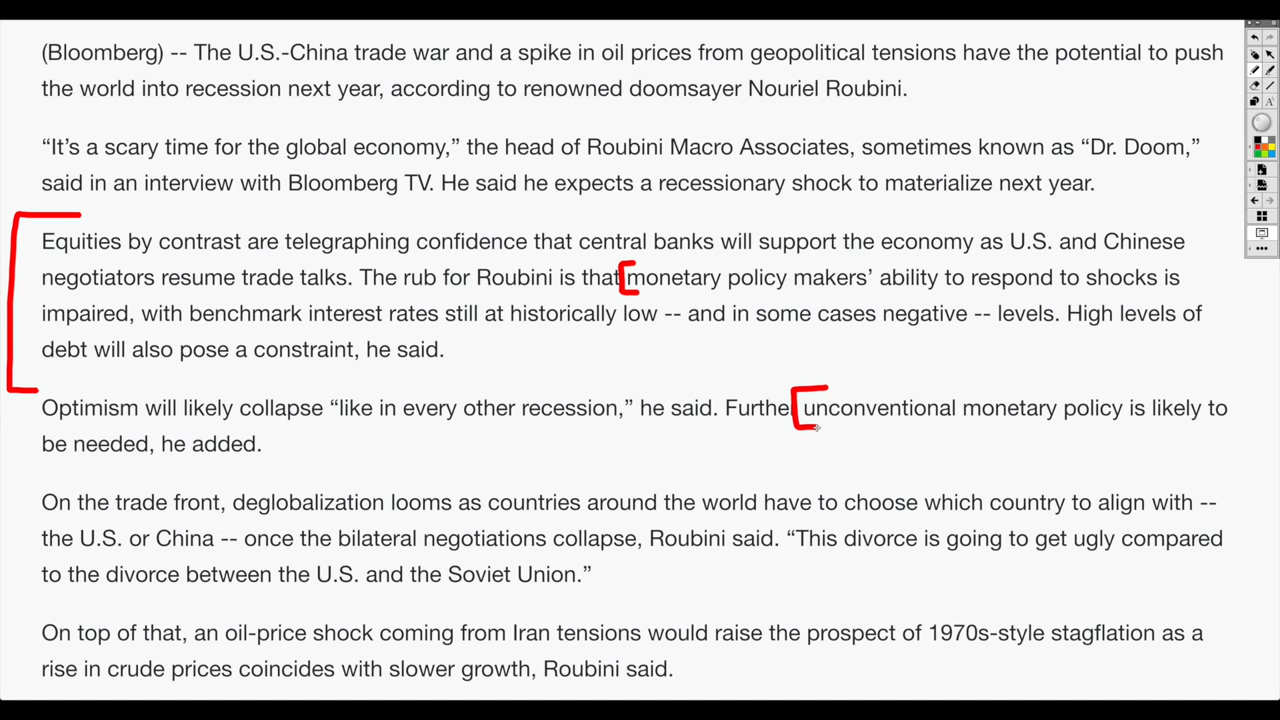 (Bloomberg) -- The U.S.-China trade war and a spike in oil prices from geopolitical tensions have the potential to push
the world into recession next year, according to renowned doomsayer Nouriel Roubini.
“It’s a scary time for the global economy,” the head of Roubini Macro Associates, sometimes known as “Dr. Doom,”
said in an interview with Bloomberg TV. He said he expects a recessionary shock to materialize next year.
Equities by contrast are telegraphing confidence that central banks will support the economy as U.S. and Chinese
negotiators resume trade talks. The rub for Roubini is that monetary policy makers’ ability to respond to shocks is
impaired, with benchmark interest rates still at historically low -- and in some cases negative -- levels. High levels of
debt will also pose a constraint, he said.
Optimism will likely collapse “like in every other recession,” he said. Further unconventional monetary policy is likely to
be needed, he added.
On the trade front, deglobalization looms as countries around the world have to choose which country to align with --
the U.S. or China -- once the bilateral negotiations collapse, Roubini said. “This divorce is going to get ugly compared
to the divorce between the U.S. and the Soviet Union.”
On top of that, an oil-price shock coming from Iran tensions would raise the prospect of 1970s-style stagflation as a
rise in crude prices coincides with slower growth, Roubini said.